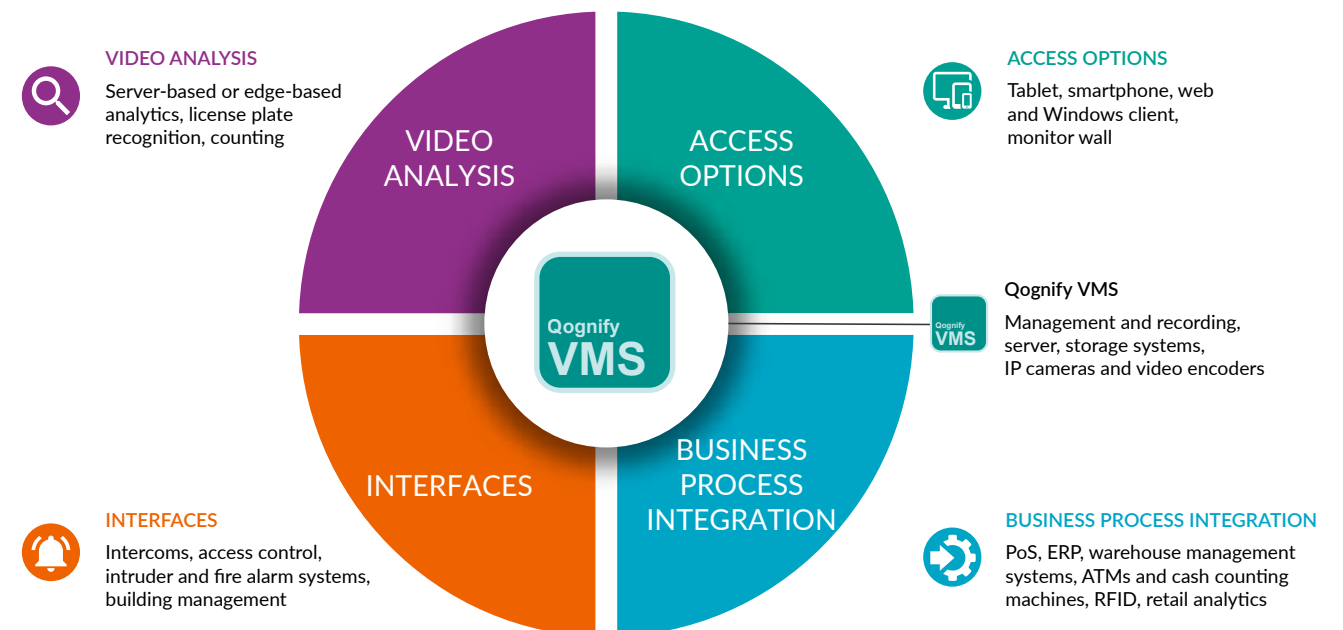 VIDEO ANALYSIS
Server-based or edge-based
analytics, license plate
recognition, counting
VIDEO
ANALYSIS
ACCESS
OPTIONS
ACCESS OPTIONS
Tablet, smartphone, web
and Windows client,
monitor wall
Qognify
VMS
Qognify
VMS
Qognify VMS
Management and recording,
server, storage systems,
IP cameras and video encoders
INTERFACES
BUSINESS
PROCESS
INTEGRATION
INTERFACES
Intercoms, access control,
intruder and fire alarm systems,
building management
BUSINESS PROCESS INTEGRATION
PoS, ERP, warehouse management
systems, ATMs and cash counting
machines, RFID, retail analytics